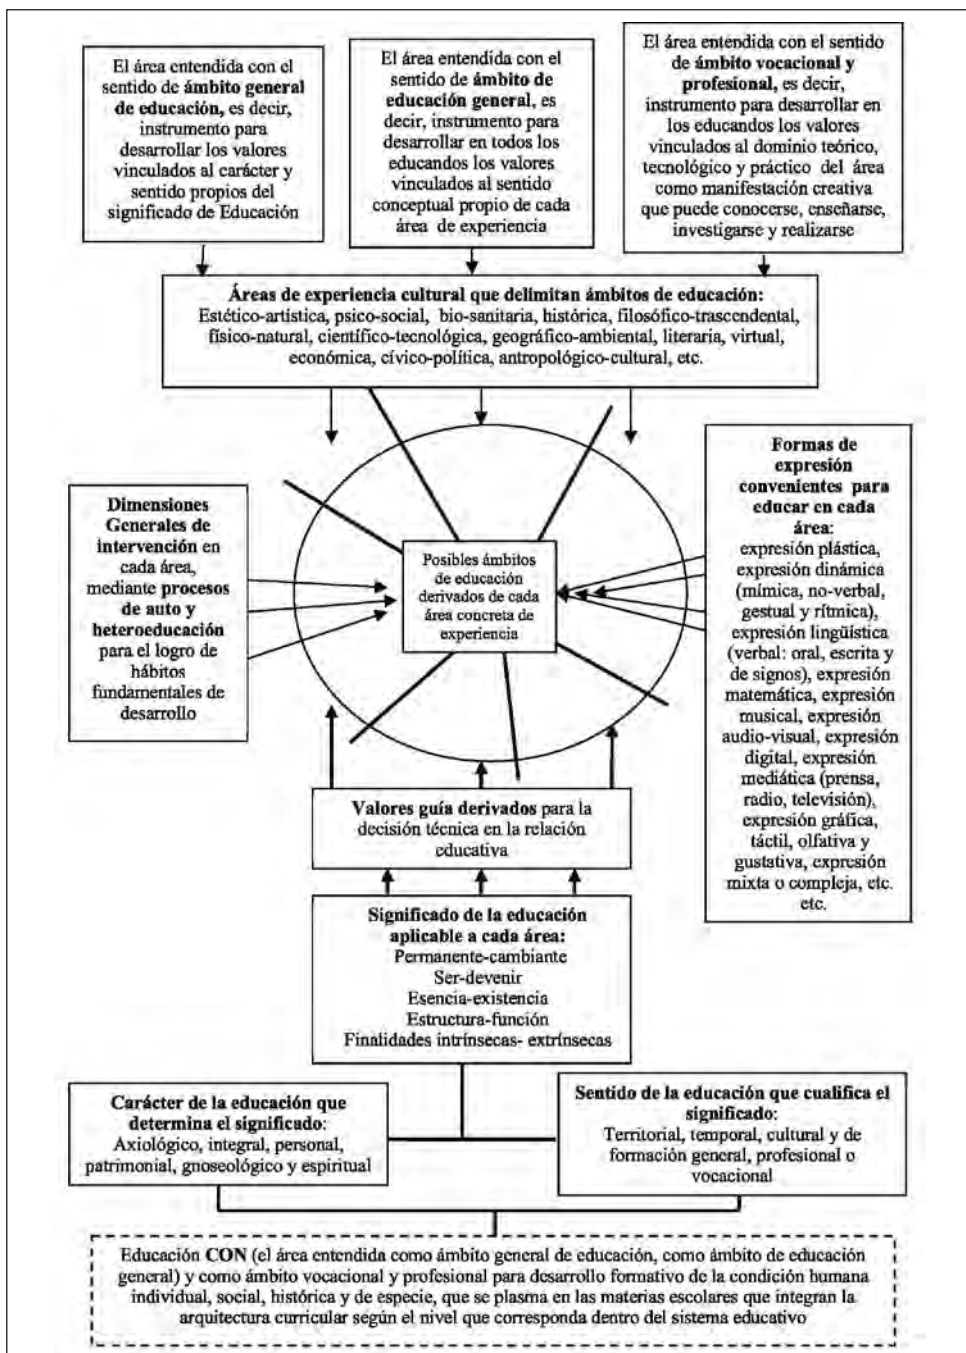 El área entendida con el
sentido de ámbito general
de educación, es decir,
instrumento para
desarrollar los valores
vinculados al carácter y
sentido propios del
significado de Educación
El área entendida con el
sentido de ámbito de
educación general, es
decir, instrumento para
desarrollar en todos los
educandos los valores
vinculados al sentido
conceptual propio de cada
área de experiencia
El área entendida con el sentido
de ámbito vocacional y
profesional, es decir,
instrumento para desarrollar en
los educandos los valores
vinculados al dominio teórico,
tecnológico y práctico del área
como manifestación creativa
que puede conocerse, enseñarse,
investigarse y realizarse
Áreas de experiencia cultural que delimitan ámbitos de educación:
Estético-artística, psico-social, bio-sanitaria, histórica, filosófico-trascendental,
físico-natural, científico-tecnológica, geográfico-ambiental, literaria, virtual,
económica, cívico-política, antropológico-cultural, etc.
Dimensiones
Generales de
intervención en
cada área,
mediante procesos
de auto y
heteroeducación
para el logro de
hábitos
fundamentales de
desarrollo
Posibles ámbitos
de educación
derivados de cada
área concreta de
experiencia
Formas de
expresión
convenientes para
educar en cada
área:
expresión plástica,
expresión dinámica
(mímica, no-verbal,
gestual y rítmica),
expresión lingüística
(verbal: oral, escrita y
de signos), expresión
matemática, expresión
musical, expresión
audio-visual, expresión
digital, expresión
mediática (prensa,
radio, televisión),
expresión gráfica,
táctil, olfativa y
gustativa, expresión
mixta o compleja, etc.
etc.
Valores guía derivados para la
decisión técnica en la relación
educativa
Significado de la educación
aplicable a cada área:
Permanente-cambiante
Ser-devenir
Esencia-existencia
Estructura-función
Finalidades intrínsecas- extrínsecas
Carácter de la educación que
determina el significado:
Axiológico, integral, personal,
patrimonial, gnoseológico y espiritual
Sentido de la educación que cualifica el
significado:
Territorial, temporal, cultural y de
formación general, profesional o
vocacional
Educación CON (el área entendida como ámbito general de educación, como ámbito de educación
general) y como ámbito vocacional y profesional para desarrollo formativo de la condición humana
individual, social, histórica y de especie, que se plasma en las materias escolares que integran la
arquitectura curricular según el nivel que corresponda dentro del sistema educativo